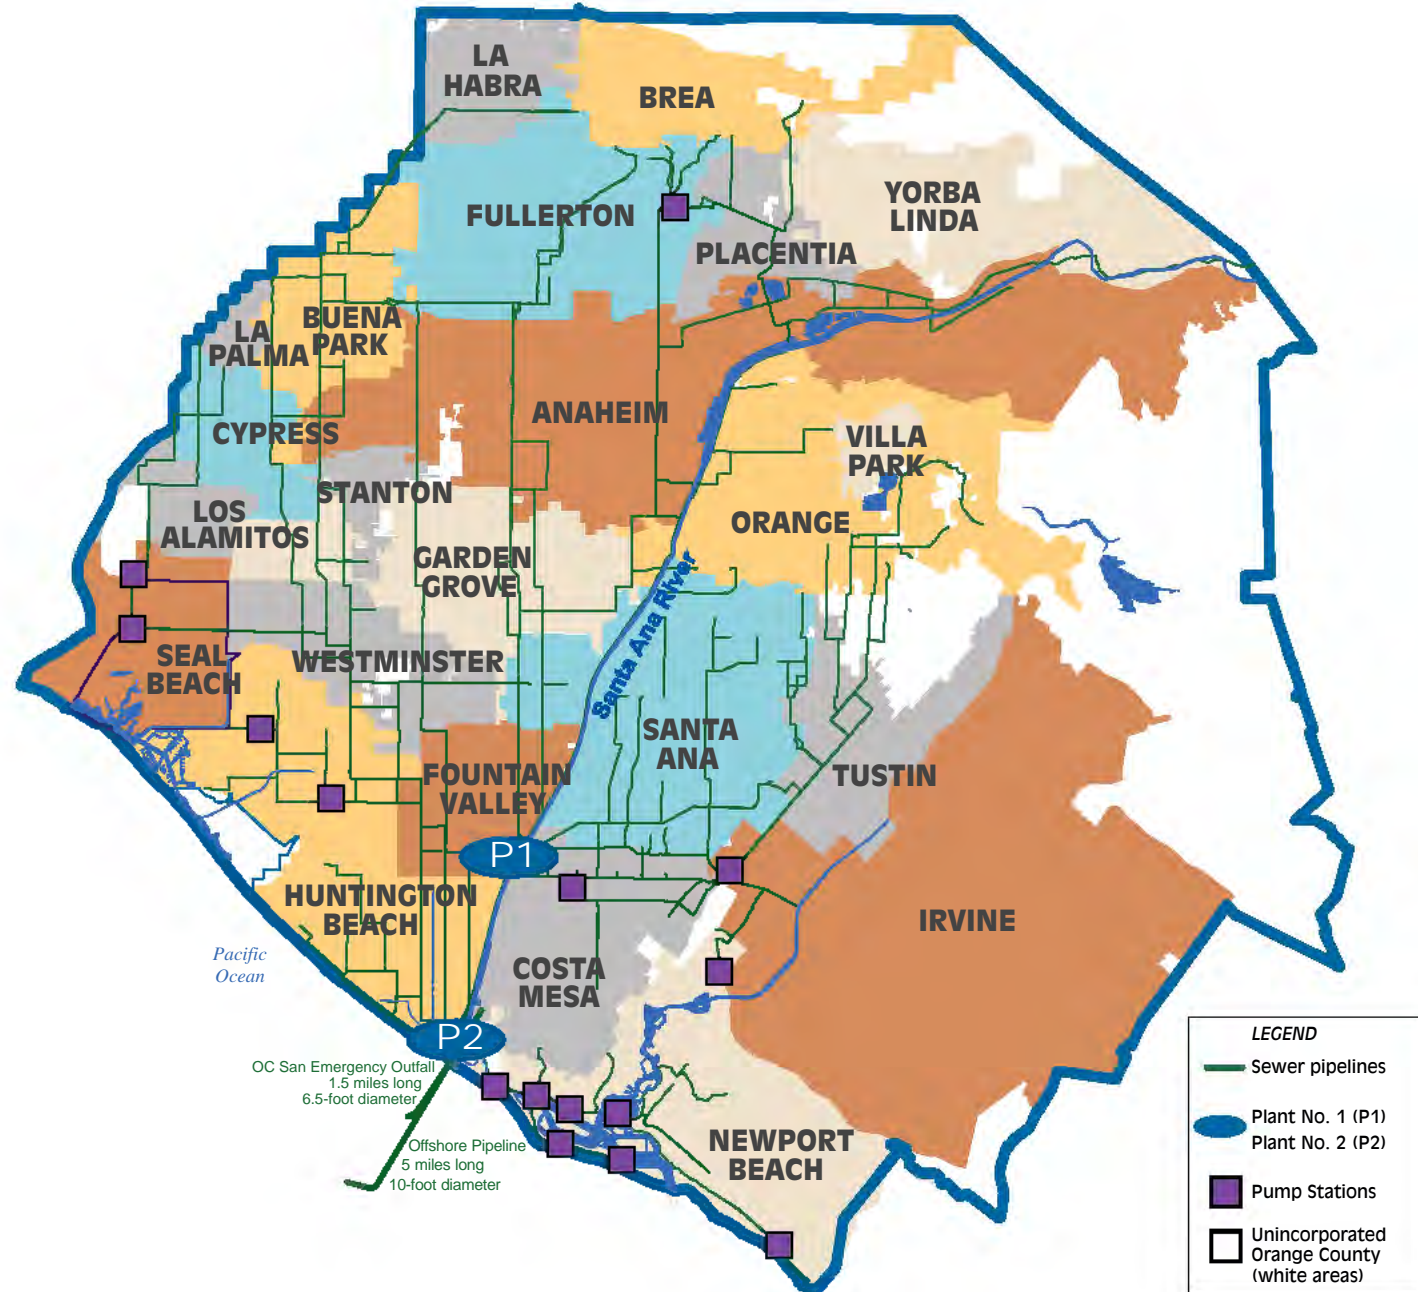 LA
HABRA
BREA
YORBA
LINDA
FULLERTON
PLACENTIA
BUENA
PARK
LA
PALMA
ANAHEIM
CYPRESS
VILLA
PARK
STANTON
LOS
ALAMITOS
ORANGE
GARDEN
GROVE
Santa Ana River
SEAL
BEACH
WESTMINSTER
SANTA
ANA
FOUNTAIN
VALLEY
TUSTIN
P1
HUNTINGTON
BEACH
IRVINE
Pacific
Ocean
COSTA
MESA
P2
OC San Emergency Outfall
1.5 miles long
6.5-foot diameter
Offshore Pipeline
5 miles long
10-foot diameter
NEWPORT
BEACH
LEGEND
Sewer pipelines
Plant No. 1 (P1)
Plant No. 2 (P2)
Pump Stations
Unincorporated
Orange County
(white areas)